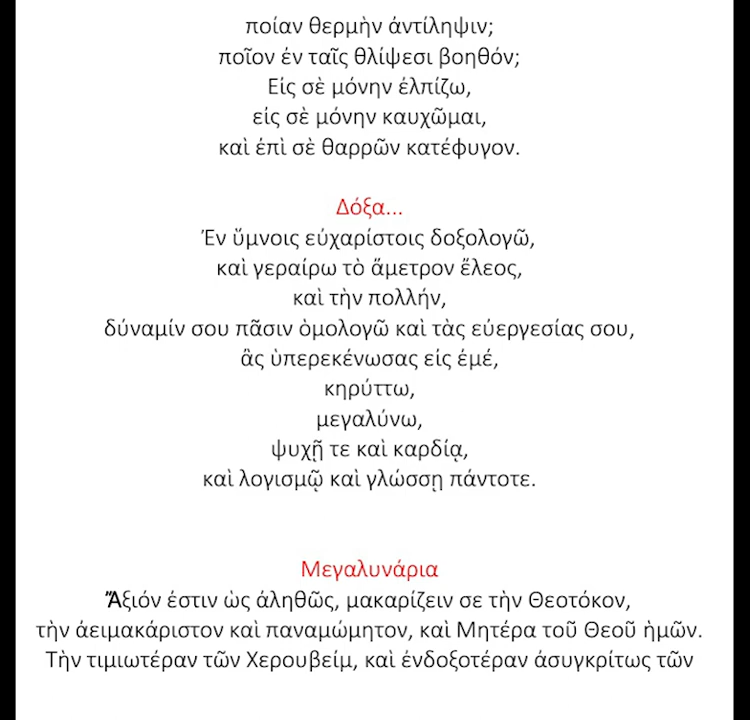 ποίαν θερμὴν ἀντίληψιν;
ποῖον ἐν ταῖς θλίψεσι βοηθόν;
Εἰς σὲ μόνην ἐλπίζω,
εἰς σὲ μόνην καυχῶμαι,
καὶ ἐπὶ σὲ θαρρῶν κατέφυγον.
Δόξα...
Ἐν ὕμνοις εὐχαρίστοις δοξολογῶ,
καὶ γεραίρω τὸ ἄμετρον ἔλεος,
καὶ τὴν πολλήν,
δύναμίν σου πᾶσιν ὁμολογῶ καὶ τὰς εὐεργεσίας σου,
ἃς ὑπερεκένωσας εἰς ἐμέ,
κηρύττω,
μεγαλύνω,
ψυχῇ τε καὶ καρδίᾳ,
καὶ λογισμῷ καὶ γλώσσῃ πάντοτε.
Μεγαλυνάρια
Ἄξιόν ἐστιν ὡς ἀληθῶς, μακαρίζειν σε τὴν Θεοτόκον,
τὴν ἀειμακάριστον καὶ παναμώμητον, καὶ Μητέρα τοῦ Θεοῦ ἡμῶν.
Τὴν τιμιωτέραν τῶν Χερουβείμ, καὶ ἐνδοξοτέραν ἀσυγκρίτως τῶν